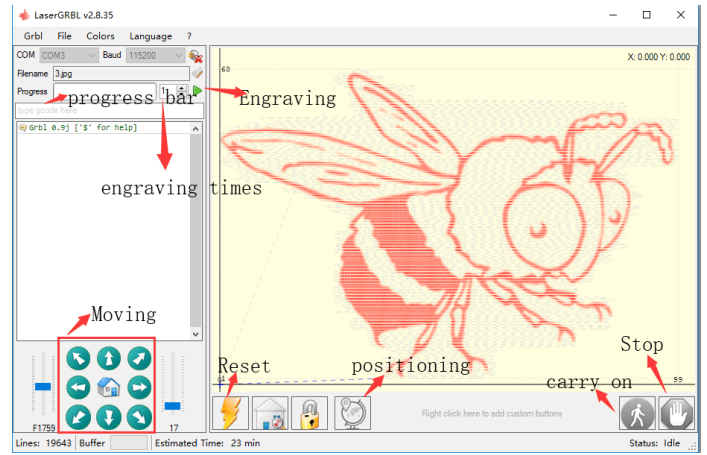 LaserGRBL v2.8.35
Grbl File Colors Language ?
COM COM3 Baud 115200
X: 0.000 Y: 0.000
Filename 3.jpg
60
Progress 1
progress bar
Engraving
type gcode here
Grbl 0.9j ['$' for help]
engraving times
Moving
Stop
Reset
positioning
carry on
99
Right click here to add custom buttons
F1759
17
Lines: 19643 Buffer Estimated Time: 23 min
Status: Idle